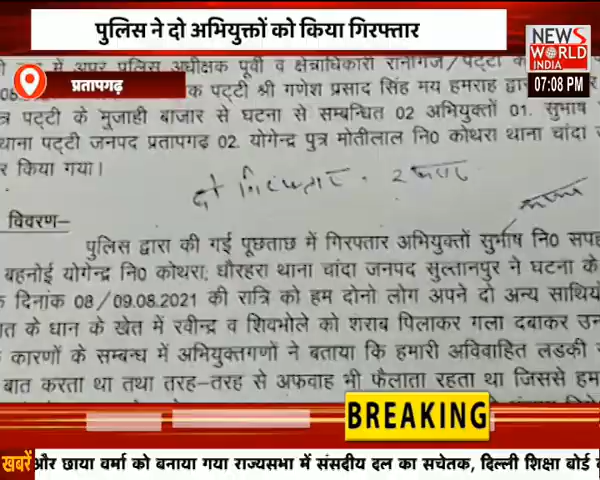 पुलिस ने दो अभियुक्तों को किया गिरफ्तार
NEWS
WORLD
INDIA
07:08 PM
प्रतापगढ़
में अपर पुलिस अधीक्षक पूर्वी व क्षेत्राधिकारी रानीगंज/पट्टी
पट्टी श्री गणेश प्रसाद सिंह मय हमराह
पट्टी के मुजाही बाजार से घटना से सम्बन्धित 02 अभियुक्तों 01. सुभाष
थाना पट्टी जनपद प्रतापगढ 02. योगेन्द्र पुत्र मोतीलाल नि0 कोथरा थाना चांदा
किया गया।
दो गिरफ्तार
विवरण–
पुलिस द्वारा की गई पूछताछ में गिरफ्तार अभियुक्तों सुभाष नि0
बहनोई योगेन्द्र नि0 कोथरा, धौरहरा थाना चांदा जनपद सुल्तानपुर ने घटना के
दिनांक 08/09.08.2021 की रात्रि को हम दोनो लोग अपने दो अन्य
के धान के खेत में रवीन्द्र व शिवभोले को शराब पिलाकर गला दबाकर
कारणों के सम्बन्ध में अभियुक्तगणों ने बताया कि हमारी अविवाहित लडकी
बात करता था तथा तरह–तरह से अफवाह भी फैलाता रहता था जिससे
BREAKING
खबरें
और छाया वर्मा को बनाया गया राज्यसभा में संसदीय दल का सचेतक, दिल्ली शिक्षा बोर्ड